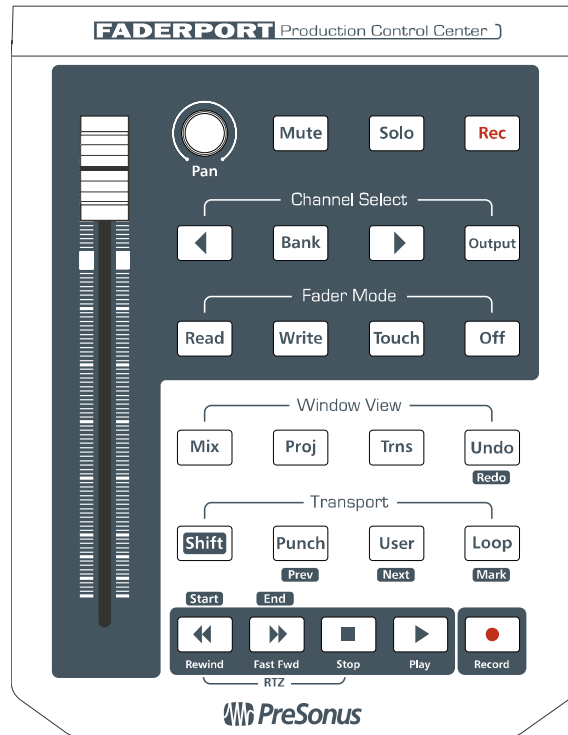 FADERPORT Production Control Center
Mute Solo Rec
Pan
Channel Select
Bank Output
Fader Mode
Read Write Touch Off
Window View
Mix Proj Trns Undo
Redo
Transport
Shift Punch User Loop
Prev Next Mark
Start End
Rewind Fast Fwd Stop Play Record
RTZ
PreSonus